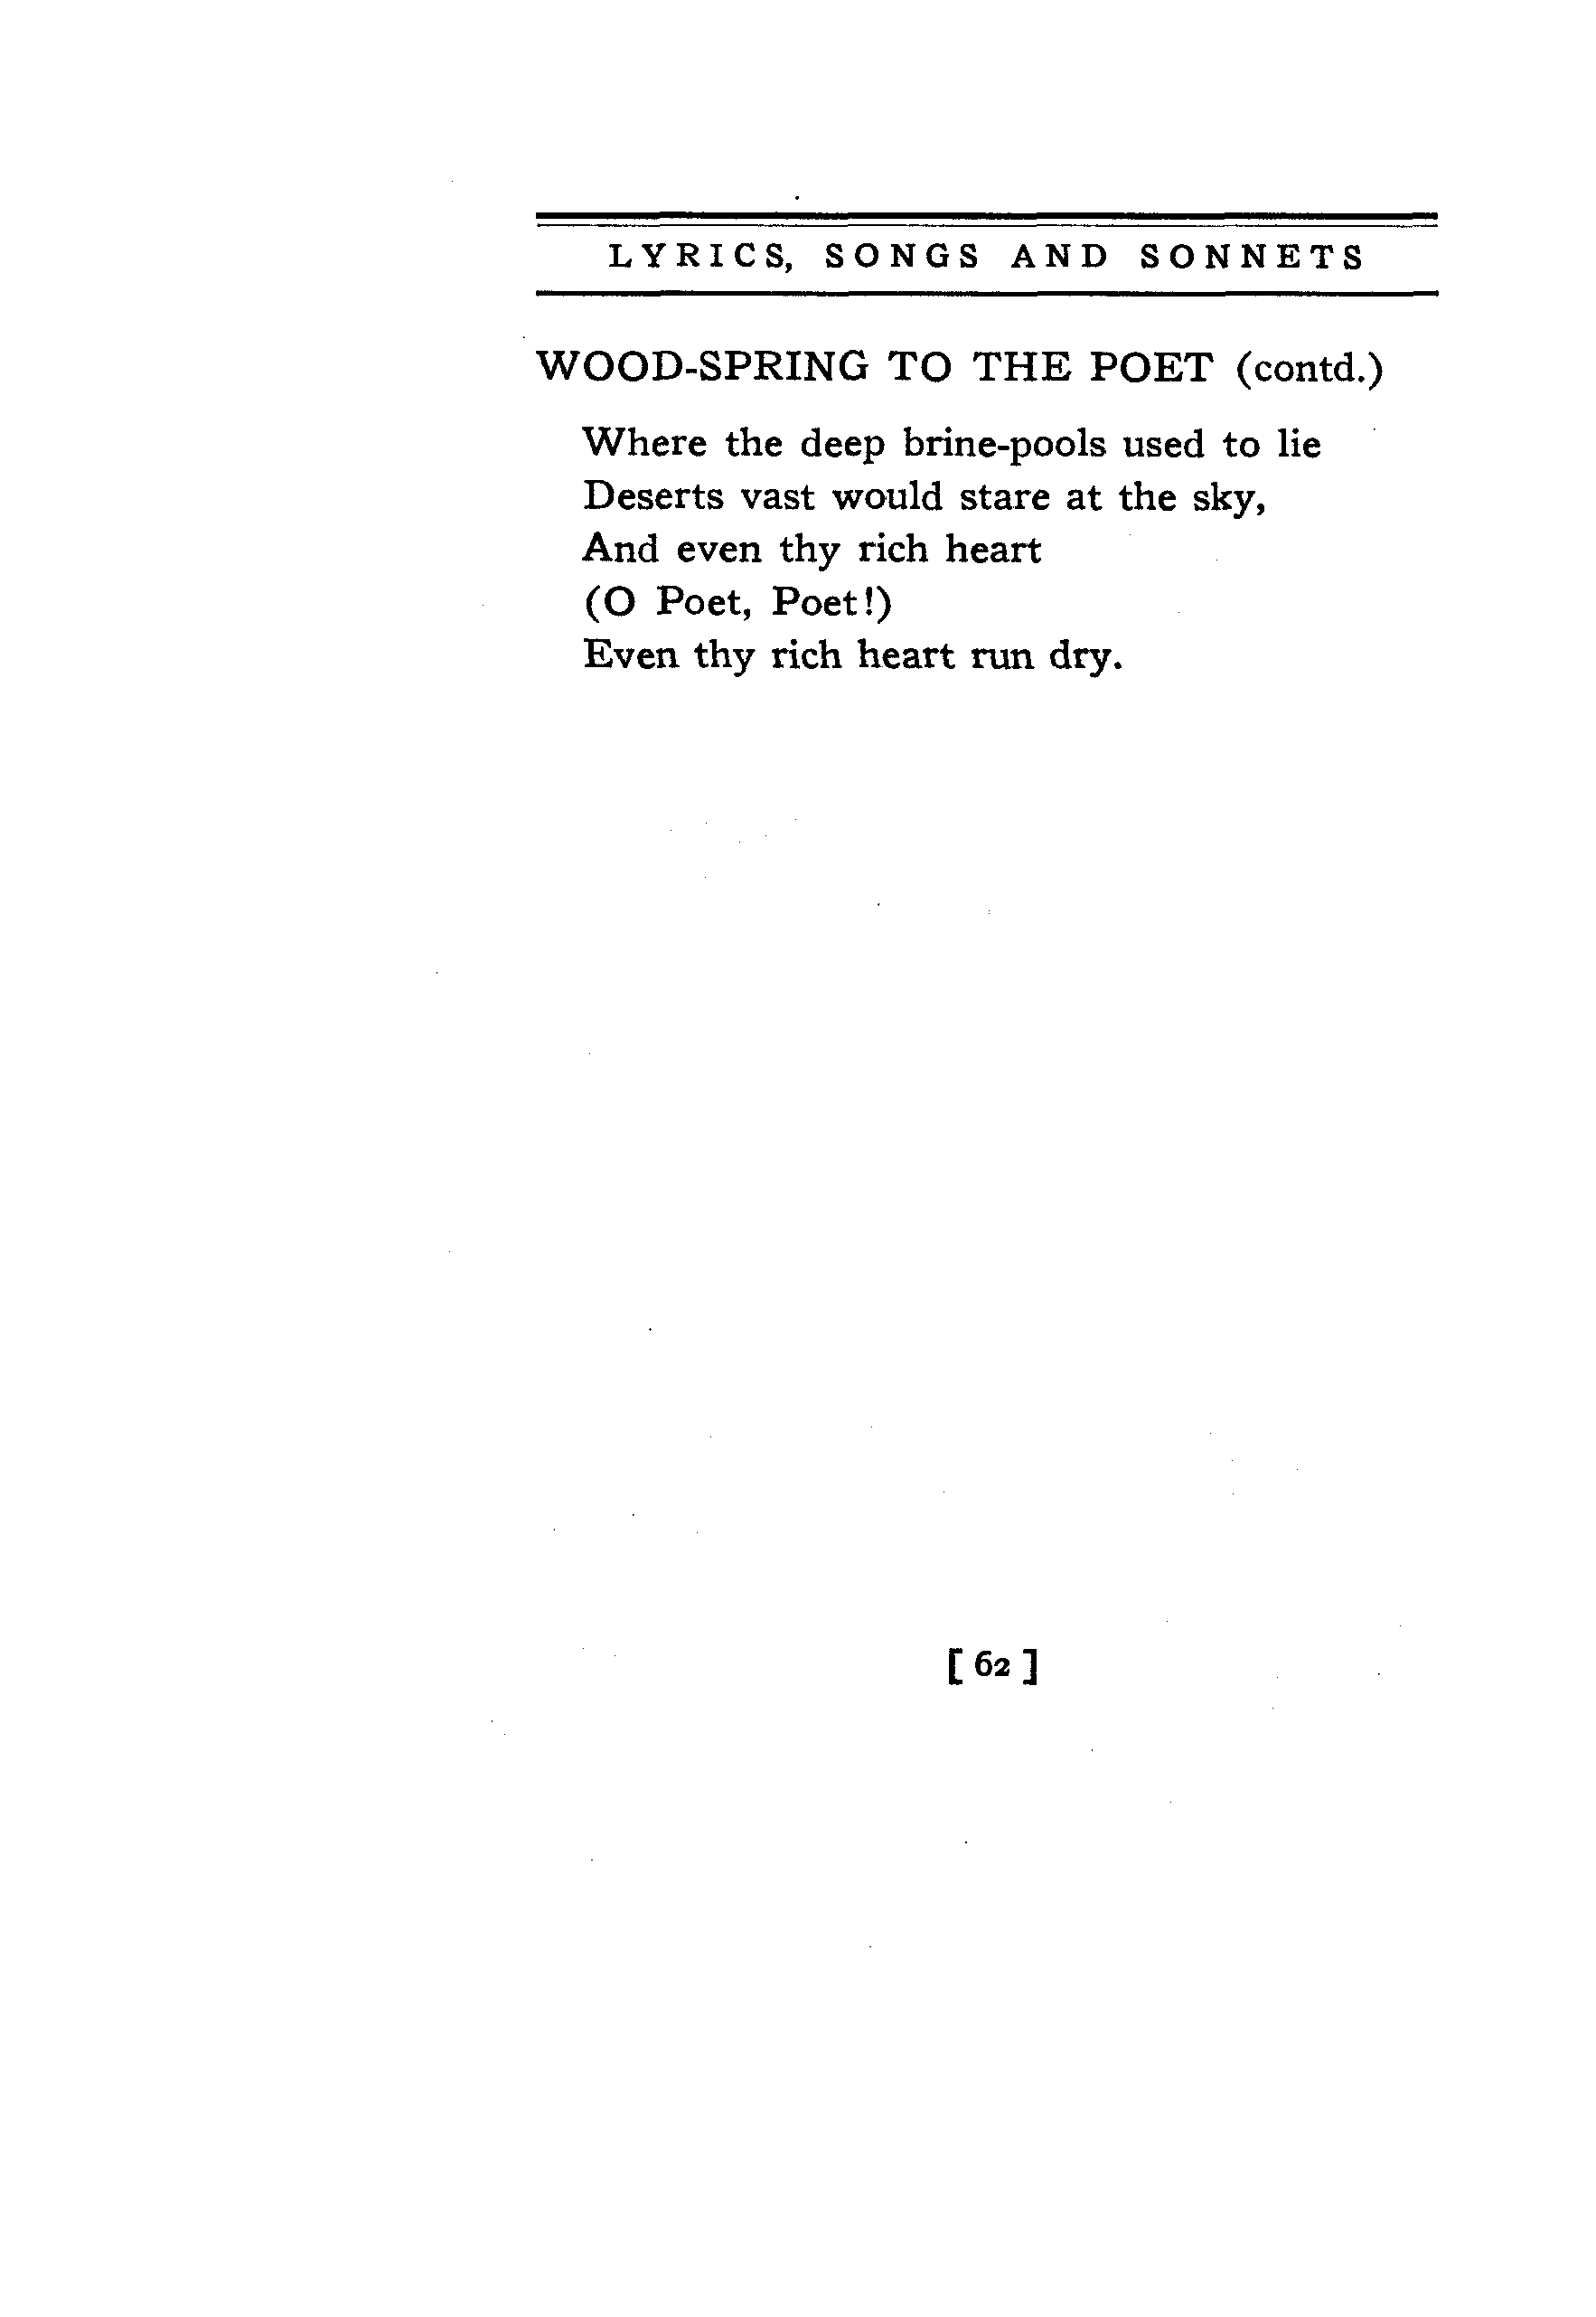 LYRICS, SONGS AND SONNETS
WOOD-SPRING TO THE POET (contd.)
Where the deep brine-pools used to lie
Deserts vast would stare at the sky,
And even thy rich heart
(O Poet, Poet!)
Even thy rich heart run dry.
[ 62 ]